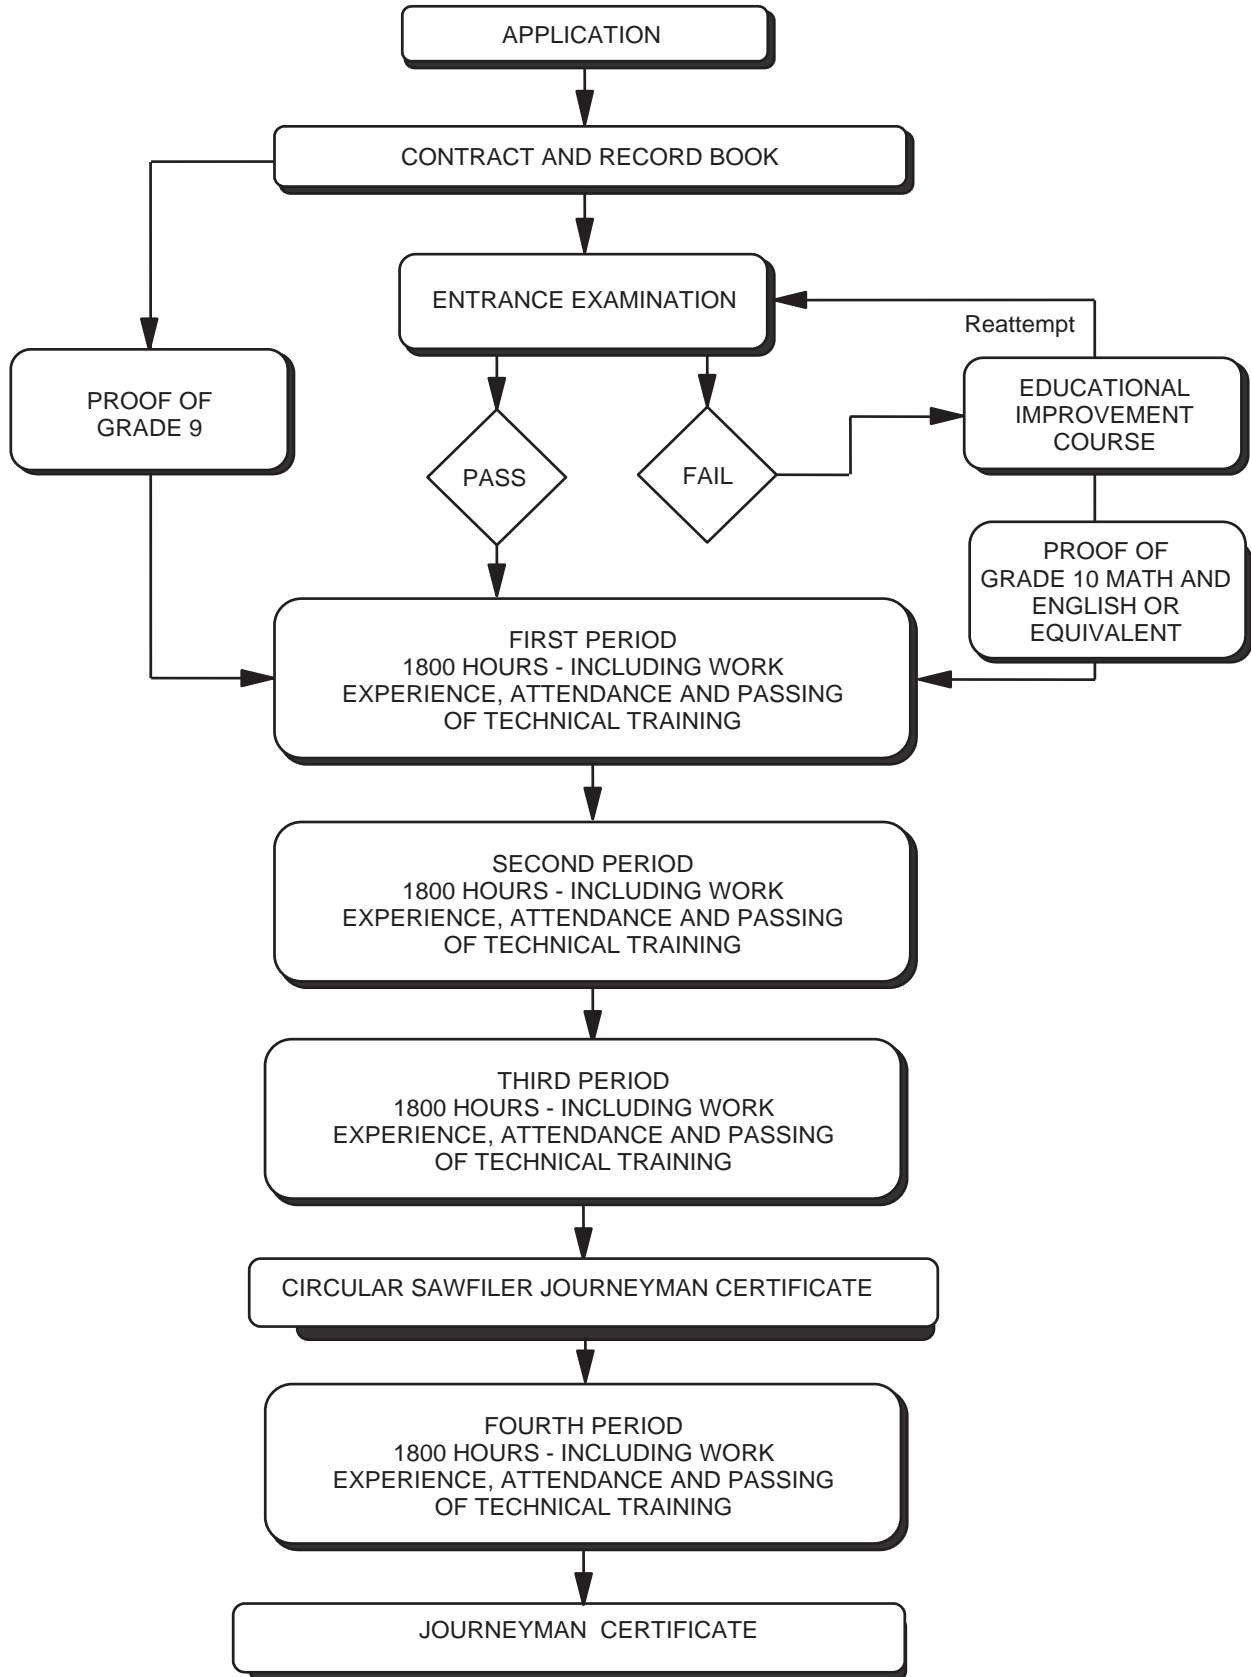 APPLICATION
CONTRACT AND RECORD BOOK
ENTRANCE EXAMINATION
Reattempt
PROOF OF
GRADE 9
EDUCATIONAL
IMPROVEMENT
COURSE
PASS
FAIL
PROOF OF
GRADE 10 MATH AND
ENGLISH OR
EQUIVALENT
FIRST PERIOD
1800 HOURS - INCLUDING WORK
EXPERIENCE, ATTENDANCE AND PASSING
OF TECHNICAL TRAINING
SECOND PERIOD
1800 HOURS - INCLUDING WORK
EXPERIENCE, ATTENDANCE AND PASSING
OF TECHNICAL TRAINING
THIRD PERIOD
1800 HOURS - INCLUDING WORK
EXPERIENCE, ATTENDANCE AND PASSING
OF TECHNICAL TRAINING
CIRCULAR SAWFILER JOURNEYMAN CERTIFICATE
FOURTH PERIOD
1800 HOURS - INCLUDING WORK
EXPERIENCE, ATTENDANCE AND PASSING
OF TECHNICAL TRAINING
JOURNEYMAN CERTIFICATE